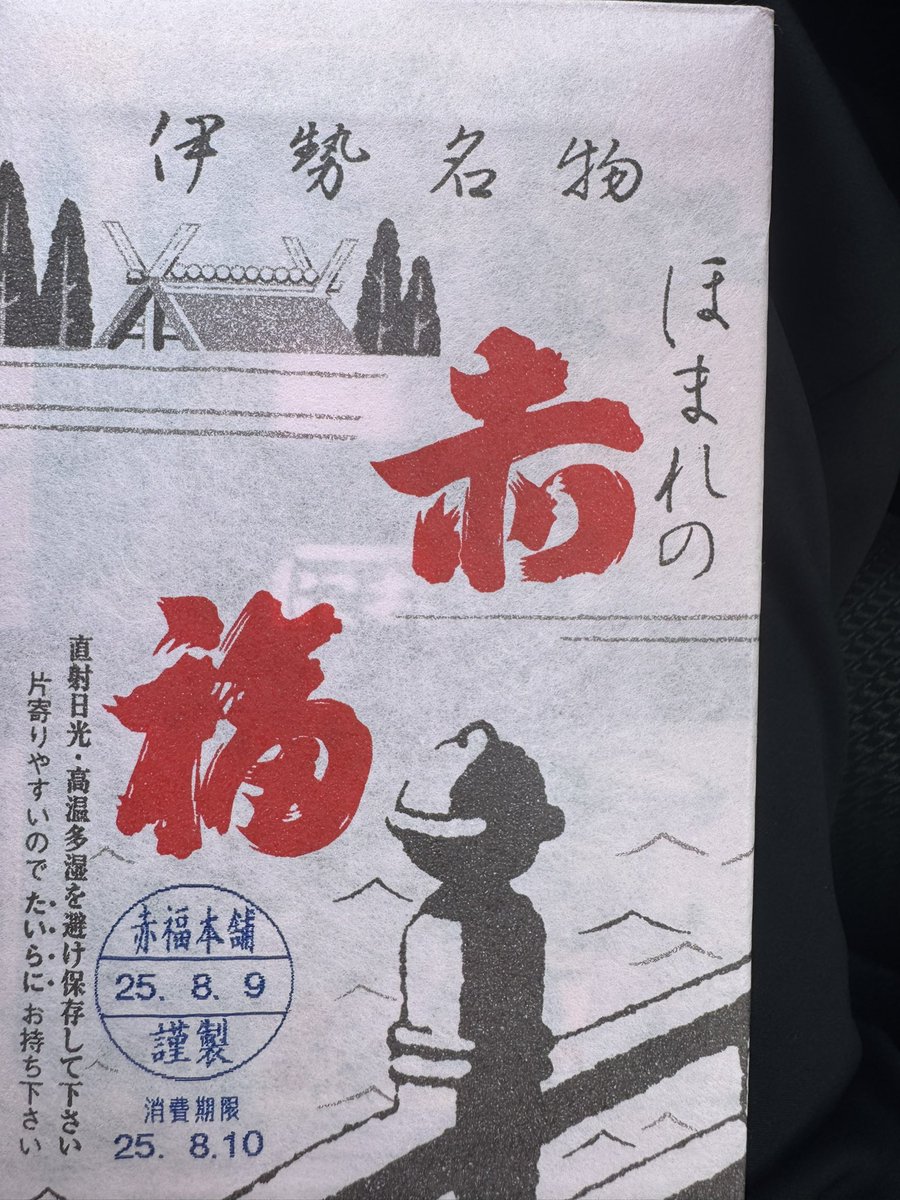 伊勢名物
ほまれの
赤福
直射日光・高温多湿を避け保存して下さい
片寄りやすいのでたいらにお持ち下さい
赤福本舗
25. 8. 9
謹製
消費期限
25. 8.10